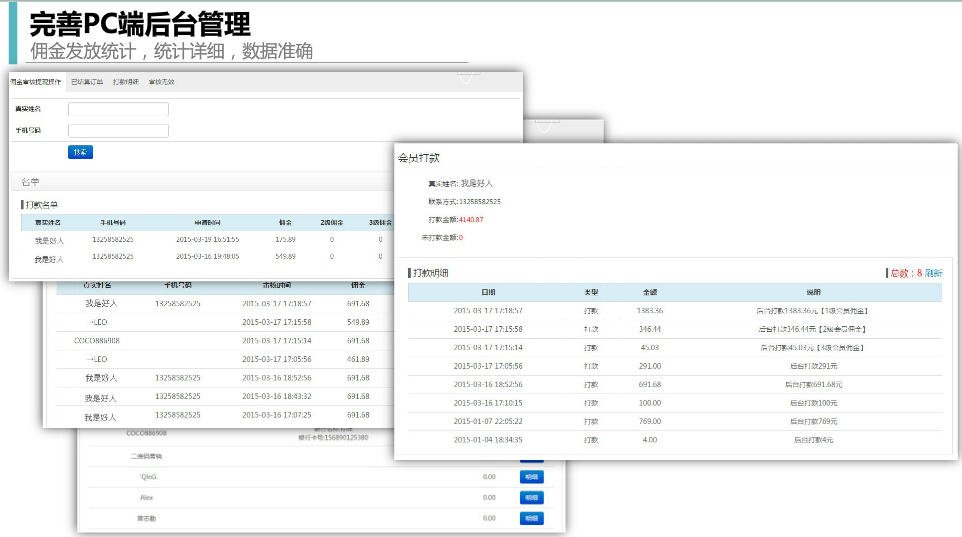 完善PC端后台管理
佣金发放统计，统计详细，数据准确
佣金审核提现操作 已结算订单 打款明细 审核无效
真实姓名
手机号码
搜索
名单
打款名单
真实姓名 手机号码 申请时间 佣金 2级佣金 3级佣金
我是好人 13258582525 2015-03-19 16:51:55 175.89 0 0
我是好人 13258582525 2015-03-16 19:48:05 549.89 0 0
真实姓名 手机号码 审核时间 佣金
我是好人 13258582525 2015-03-17 17:18:57 691.68
→LEO 2015-03-17 17:15:58 549.89
COCO886908 2015-03-17 17:15:14 691.68
→LEO 2015-03-17 17:05:56 461.89
我是好人 13258582525 2015-03-16 18:52:56 691.68
我是好人 13258582525 2015-03-16 18:43:32 691.68
我是好人 13258582525 2015-03-16 17:07:25 691.68
COCO886908
银行卡号:156890125380
二维码营销
'QinG. 0.00 明细
Alex 0.00 明细
0.00 明细
会员打款
真实姓名: 我是好人
联系方式:13258582525
打款金额:4140.87
未打款金额:0
打款明细 总数：8 刷新
日期 类型 金额 说明
2015-03-17 17:18:57 打款 1383.36 后台打款1383.36元【1级会员佣金】
2015-03-17 17:15:58 打款 346.44 后台打款346.44元【2级会员佣金】
2015-03-17 17:15:14 打款 45.03 后台打款45.03元【3级会员佣金】
2015-03-17 17:05:56 打款 291.00 后台打款291元
2015-03-16 18:52:56 打款 691.68 后台打款691.68元
2015-03-16 17:10:15 打款 100.00 后台打款100元
2015-01-07 22:05:22 打款 769.00 后台打款769元
2015-01-04 18:34:35 打款 4.00 后台打款4元